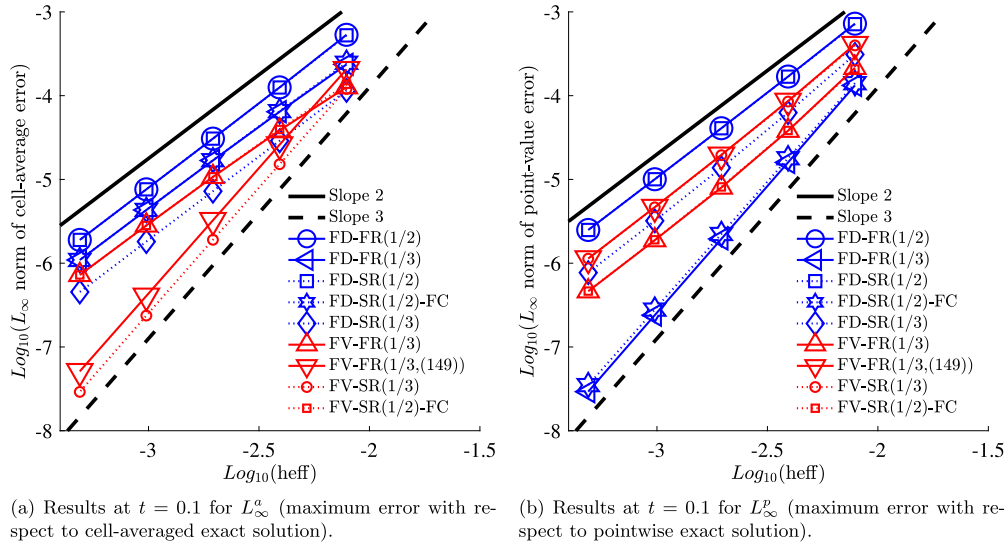 -3
-4
-5
-6
-7
-8
Log10(L∞ norm of cell-average error)
Slope 2
Slope 3
FD-FR(1/2)
FD-FR(1/3)
FD-SR(1/2)
FD-SR(1/2)-FC
FD-SR(1/3)
FV-FR(1/3)
FV-FR(1/3,(149))
FV-SR(1/3)
FV-SR(1/2)-FC
-3
-2.5
-2
-1.5
Log10(heff)
(a) Results at t = 0.1 for L^a_∞ (maximum error with re-
spect to cell-averaged exact solution).
-3
-4
-5
-6
-7
-8
Log10(L∞ norm of point-value error)
Slope 2
Slope 3
FD-FR(1/2)
FD-FR(1/3)
FD-SR(1/2)
FD-SR(1/2)-FC
FD-SR(1/3)
FV-FR(1/3)
FV-FR(1/3,(149))
FV-SR(1/3)
FV-SR(1/2)-FC
-3
-2.5
-2
-1.5
Log10(heff)
(b) Results at t = 0.1 for L^p_∞ (maximum error with re-
spect to pointwise exact solution).